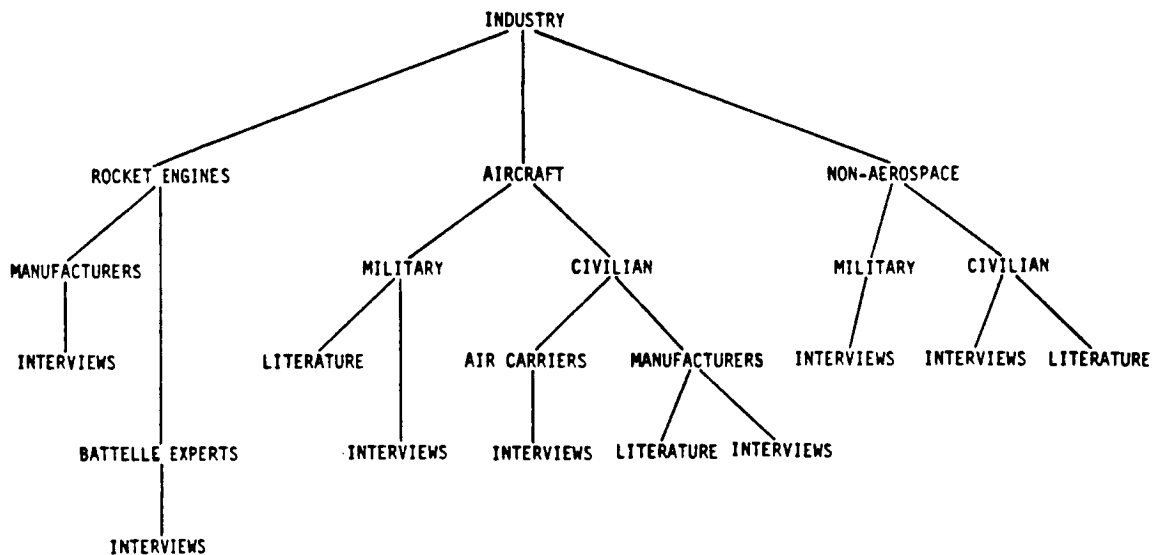 INDUSTRY
ROCKET ENGINES AIRCRAFT NON-AEROSPACE
MANUFACTURERS MILITARY CIVILIAN MILITARY CIVILIAN
INTERVIEWS LITERATURE AIR CARRIERS MANUFACTURERS INTERVIEWS INTERVIEWS LITERATURE
BATTELLE EXPERTS INTERVIEWS INTERVIEWS LITERATURE INTERVIEWS
INTERVIEWS